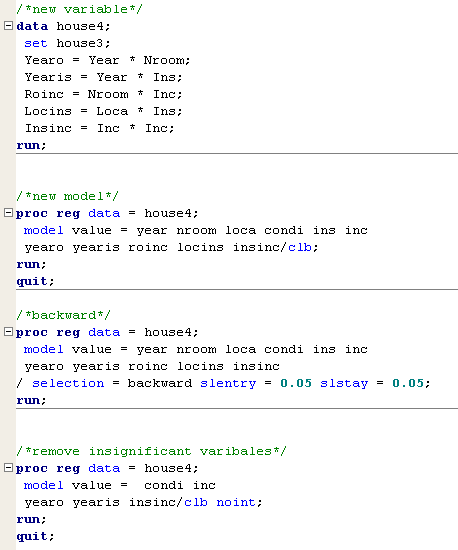 /*new variable*/
data house4;
set house3;
Yearo = Year * Nroom;
Yearis = Year * Ins;
Roinc = Nroom * Inc;
Locins = Loca * Ins;
Insinc = Inc * Inc;
run;
/*new model*/
proc reg data = house4;
model value = year nroom loca condi ins inc
yearo yearis roinc locins insinc/clb;
run;
quit;
/*backward*/
proc reg data = house4;
model value = year nroom loca condi ins inc
yearo yearis roinc locins insinc
/ selection = backward slentry = 0.05 slstay = 0.05;
run;
/*remove insignificant varibales*/
proc reg data = house4;
model value =  condi inc
yearo yearis insinc/clb noint;
run;
quit;